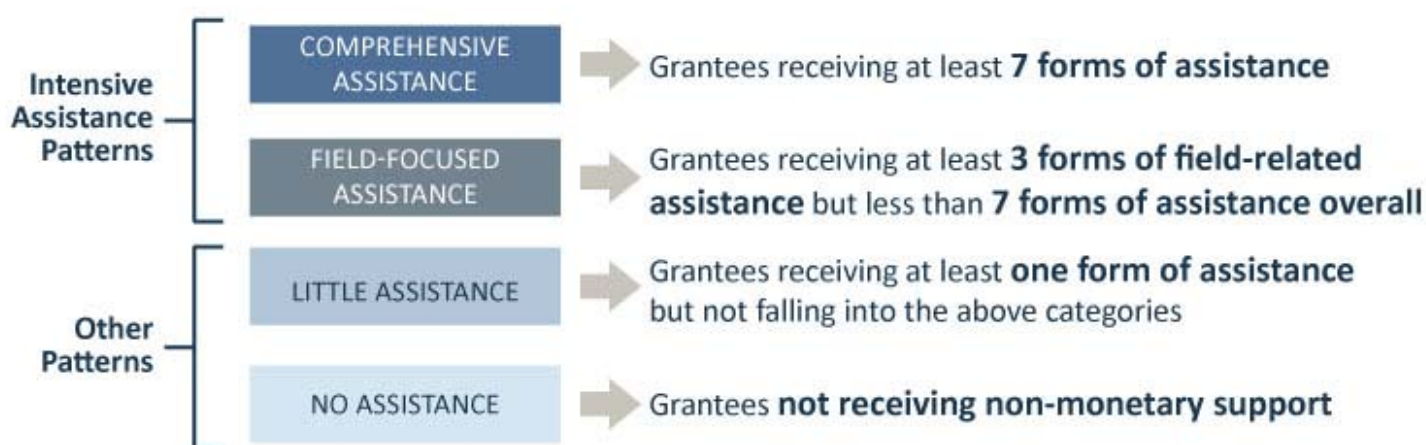 Intensive
Assistance
Patterns
COMPREHENSIVE
ASSISTANCE
Grantees receiving at least 7 forms of assistance
FIELD-FOCUSED
ASSISTANCE
Grantees receiving at least 3 forms of field-related
assistance but less than 7 forms of assistance overall
Other
Patterns
LITTLE ASSISTANCE
Grantees receiving at least one form of assistance
but not falling into the above categories
NO ASSISTANCE
Grantees not receiving non-monetary support